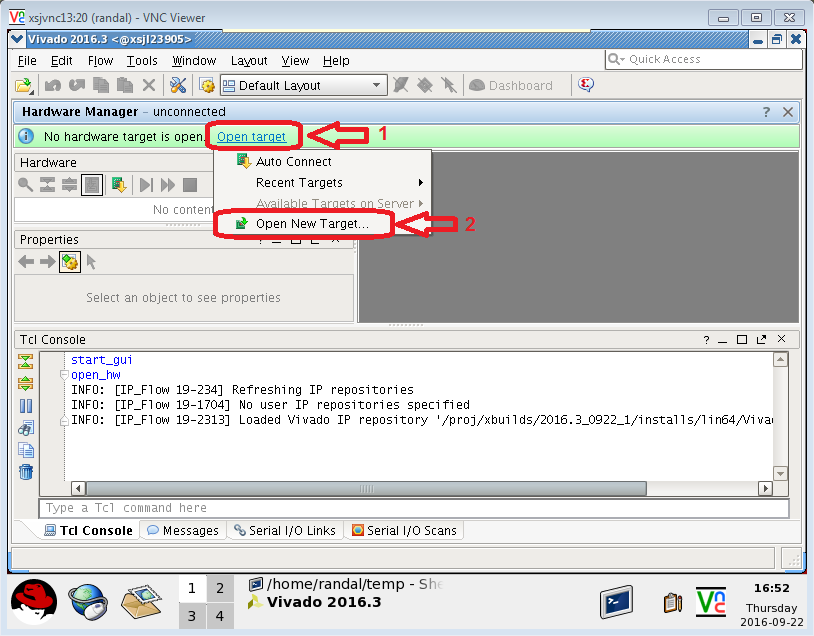 xsjvnc13:20 (randal) - VNC Viewer
Vivado 2016.3 <@xsjl23905>
File Edit Flow Tools Window Layout View Help
Quick Access
Default Layout
Dashboard
Hardware Manager - unconnected
No hardware target is open. Open target
1
Hardware
Auto Connect
Recent Targets
Available Targets on Server
No content
Open New Target...
2
Properties
Select an object to see properties
Tcl Console
start_gui
open_hw
INFO: [IP_Flow 19-234] Refreshing IP repositories
INFO: [IP_Flow 19-1704] No user IP repositories specified
INFO: [IP_Flow 19-2313] Loaded Vivado IP repository '/proj/xbuilds/2016.3_0922_1/installs/lin64/Vivad
Type a Tcl command here
Tcl Console Messages Serial I/O Links Serial I/O Scans
1 2
3 4
/home/randal/temp - She
Vivado 2016.3
16:52
Thursday
2016-09-22